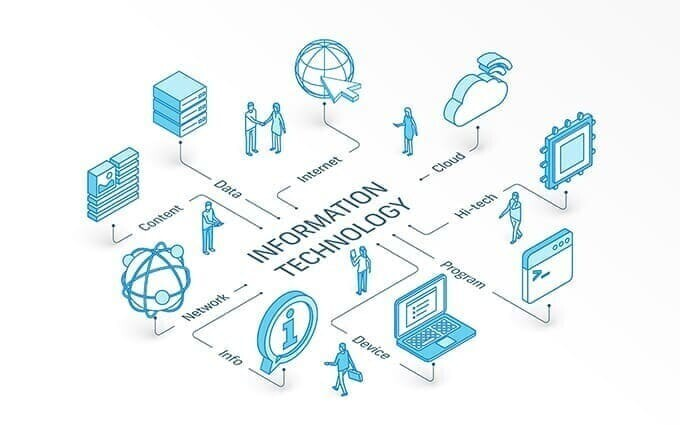 Internet
Cloud
Data
Hi-tech
Content
INFORMATION
TECHNOLOGY
Program
Network
Device
Info
i
>_